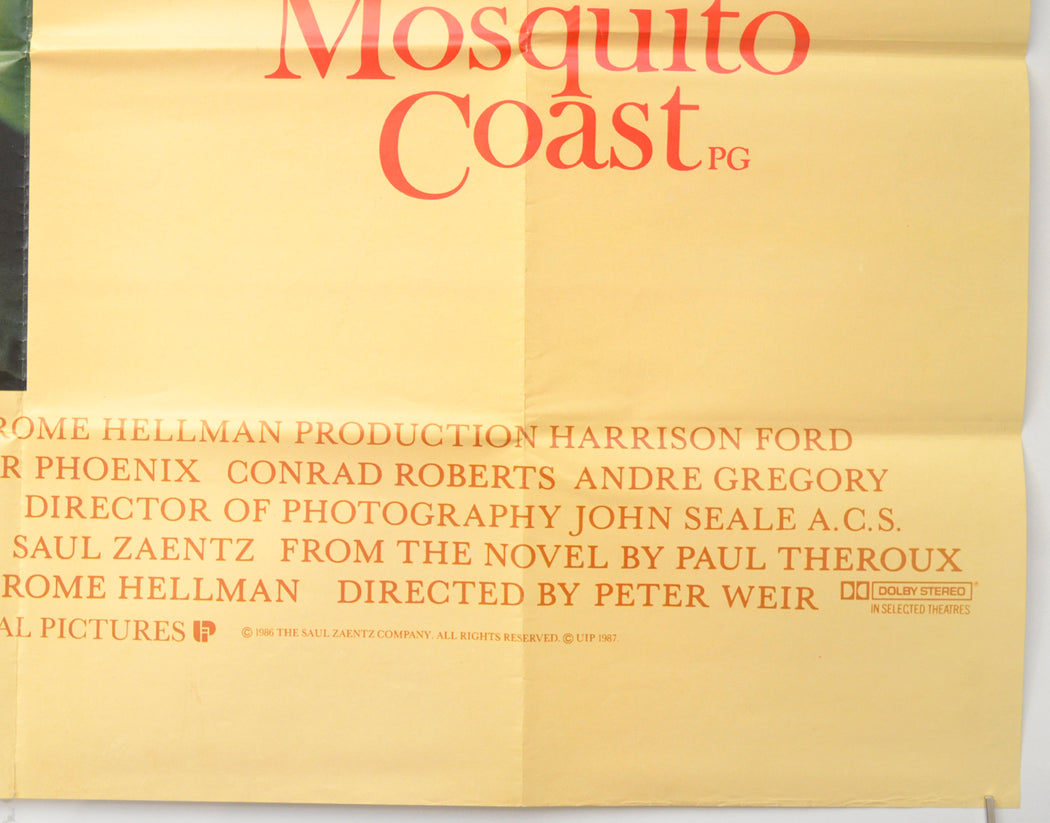 Mosquito
Coast PG
ROME HELLMAN PRODUCTION HARRISON FORD
R PHOENIX CONRAD ROBERTS ANDRE GREGORY
DIRECTOR OF PHOTOGRAPHY JOHN SEALE A.C.S.
SAUL ZAENTZ FROM THE NOVEL BY PAUL THEROUX
ROME HELLMAN DIRECTED BY PETER WEIR DOLBY STEREO
IN SELECTED THEATRES
AL PICTURES © 1986 THE SAUL ZAENTZ COMPANY. ALL RIGHTS RESERVED. © UIP 1987.